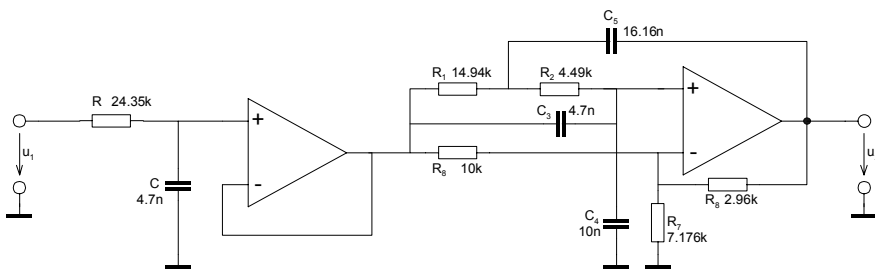 C5
16.16n
R1 14.94k
R2 4.49k
R 24.35k
C3
4.7n
+
+
-
-
u1
R8
10k
C
4.7n
R8 2.96k
C4
10n
R7
7.176k
u